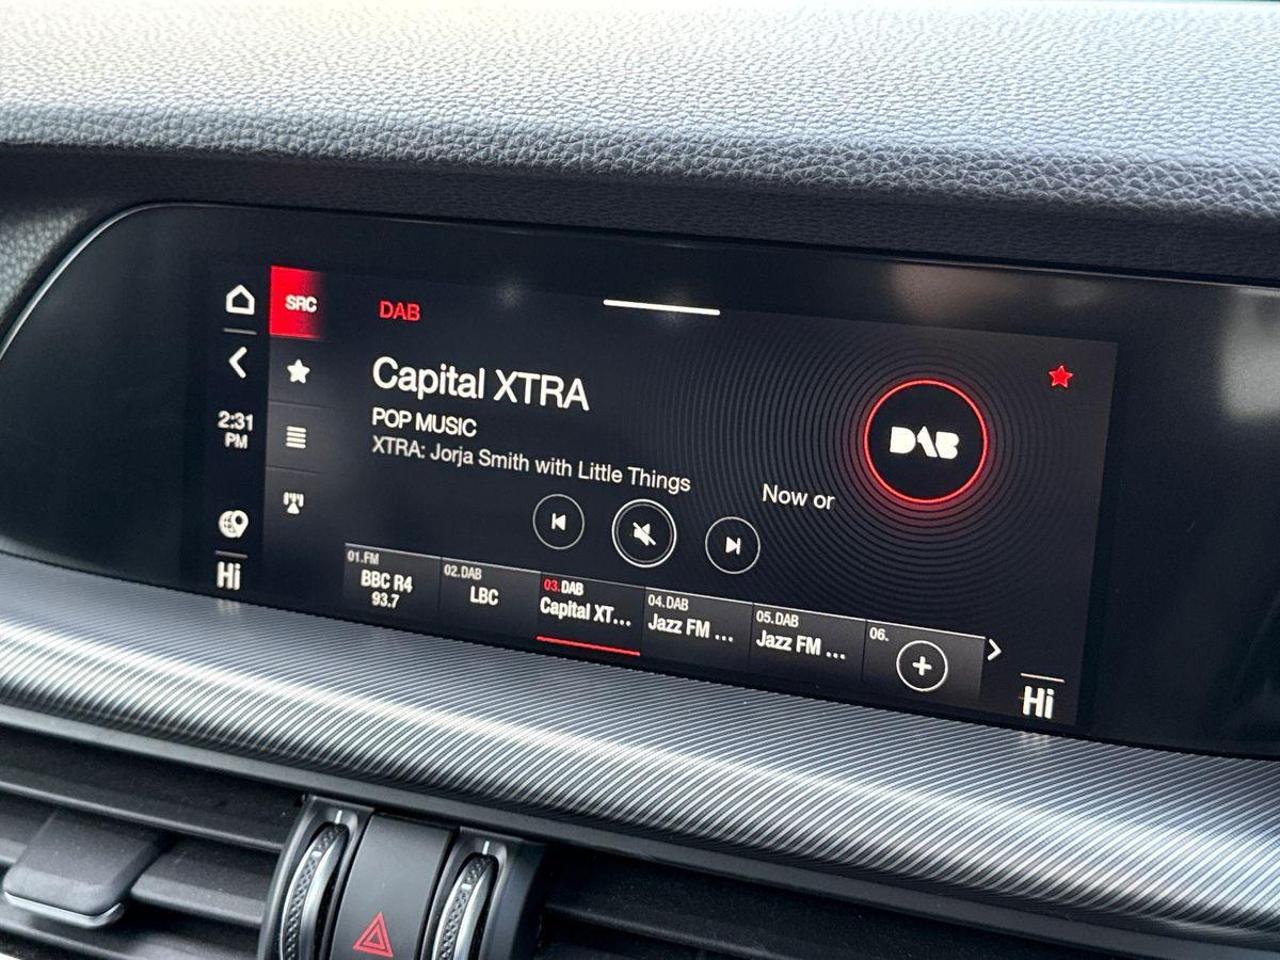 SRC
DAB
Capital XTRA
POP MUSIC
XTRA: Jorja Smith with Little Things
Now or
DAB
2:31
PM
Hi
01.FM
BBC R4
93.7
02.DAB
LBC
03.DAB
Capital XT...
04.DAB
Jazz FM ...
05.DAB
Jazz FM ...
06.
Hi